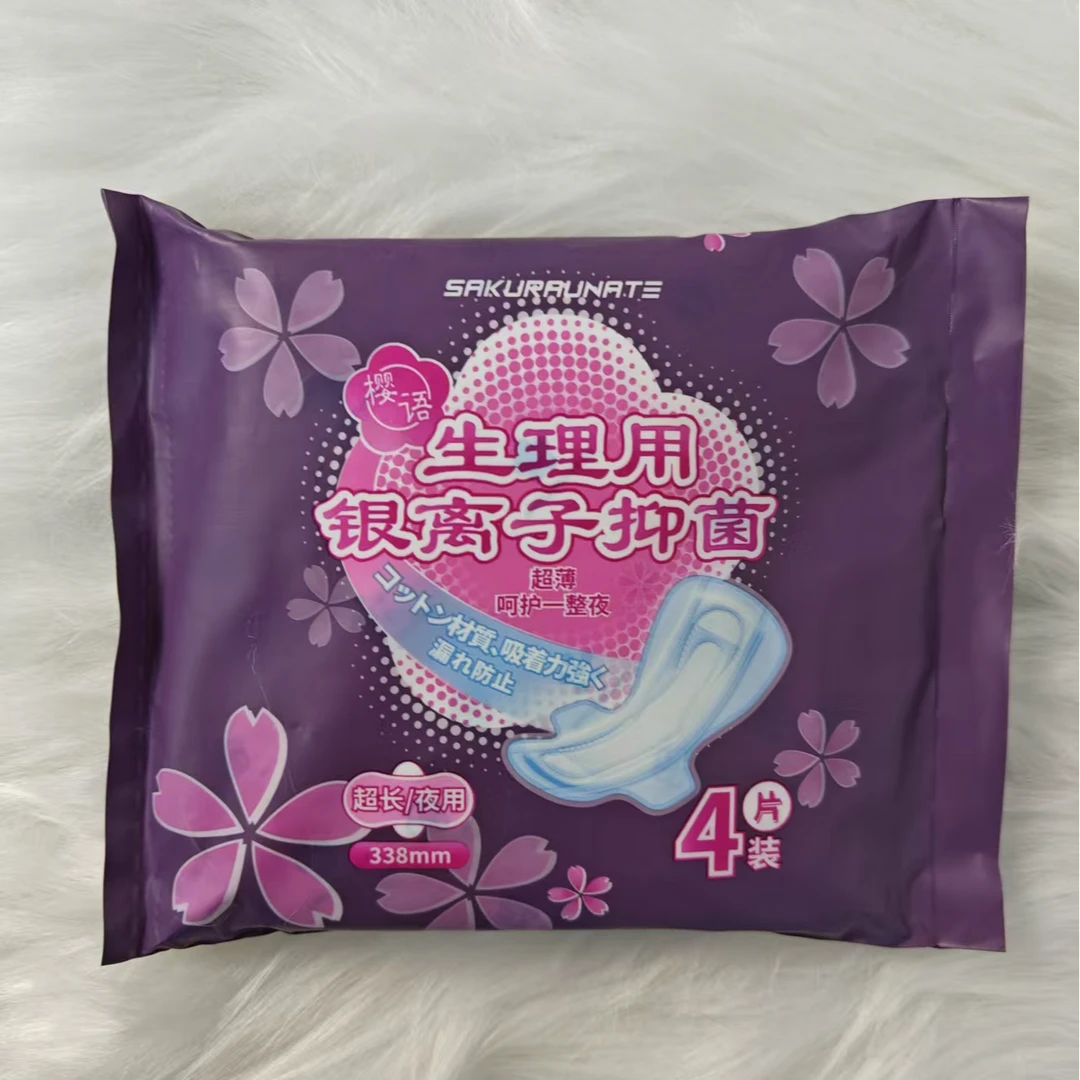 SAKURAUNATE
樱语
生理用
银离子抑菌
超薄
呵护一整夜
コットン材質、吸着力強く
漏れ防止
超长/夜用
338mm
4片装